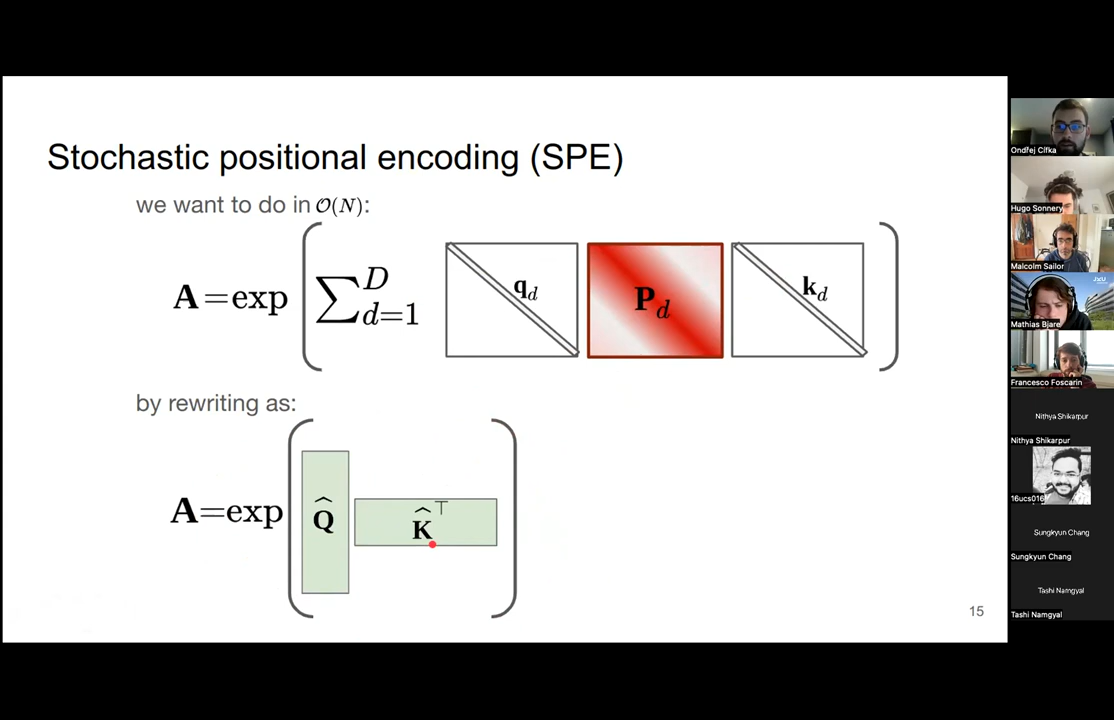 Stochastic positional encoding (SPE)
we want to do in 𝒪(N):
A=exp ( ∑_{d=1}^{D} q_d P_d k_d )
by rewriting as:
A=exp ( Q̂ K̂^⊤ )
15
Ondřej Cífka
Hugo Sonnery
Malcolm Sailor
JKU
Mathias Bjare
Francesco Foscarin
Nithya Shikarpur
Nithya Shikarpur
16ucs016
Sungkyun Chang
Sungkyun Chang
Tashi Namgyal
Tashi Namgyal